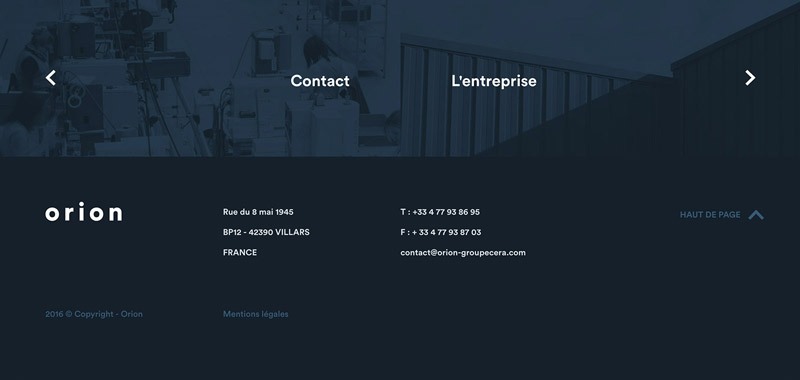 Contact
L'entreprise
orion
Rue du 8 mai 1945
BP12 - 42390 VILLARS
FRANCE
T : +33 4 77 93 86 95
F : + 33 4 77 93 87 03
contact@orion-groupecera.com
HAUT DE PAGE
2016 © Copyright - Orion
Mentions légales